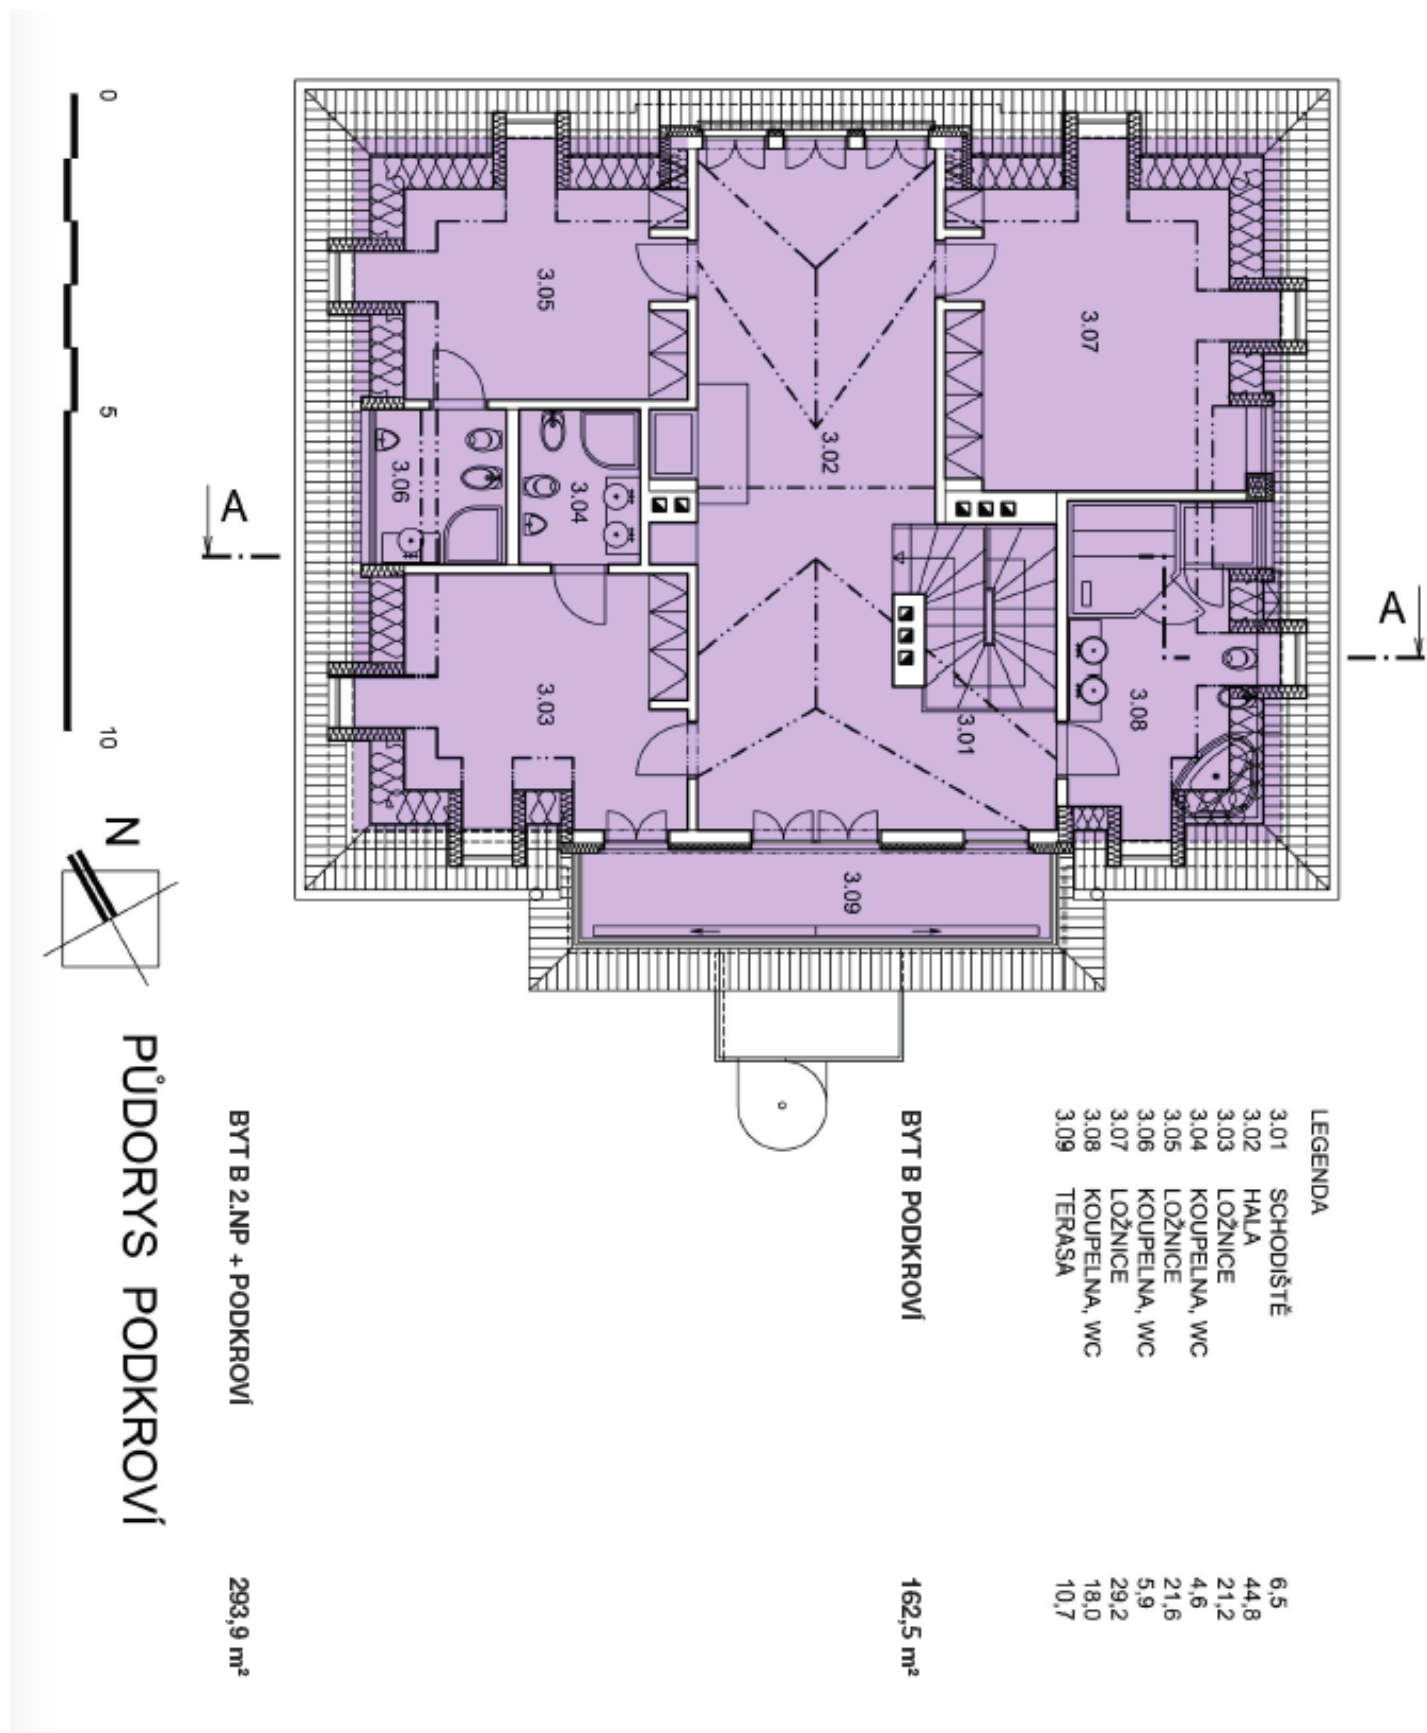 LEGENDA
3.01 SCHODIŠTĚ 6,5
3.02 HALA 44,8
3.03 LOŽNICE 21,2
3.04 KOUPELNA, WC 4,6
3.05 LOŽNICE 21,6
3.06 KOUPELNA, WC 5,9
3.07 LOŽNICE 29,2
3.08 KOUPELNA, WC 18,0
3.09 TERASA 10,7
BYT B PODKROVÍ 162,5 m²
BYT B 2.NP + PODKROVÍ 293,9 m²
PŮDORYS PODKROVÍ
N
0 5 10
A
A
3.05
3.07
3.02
3.06
3.04
3.03
3.01
3.08
3.09